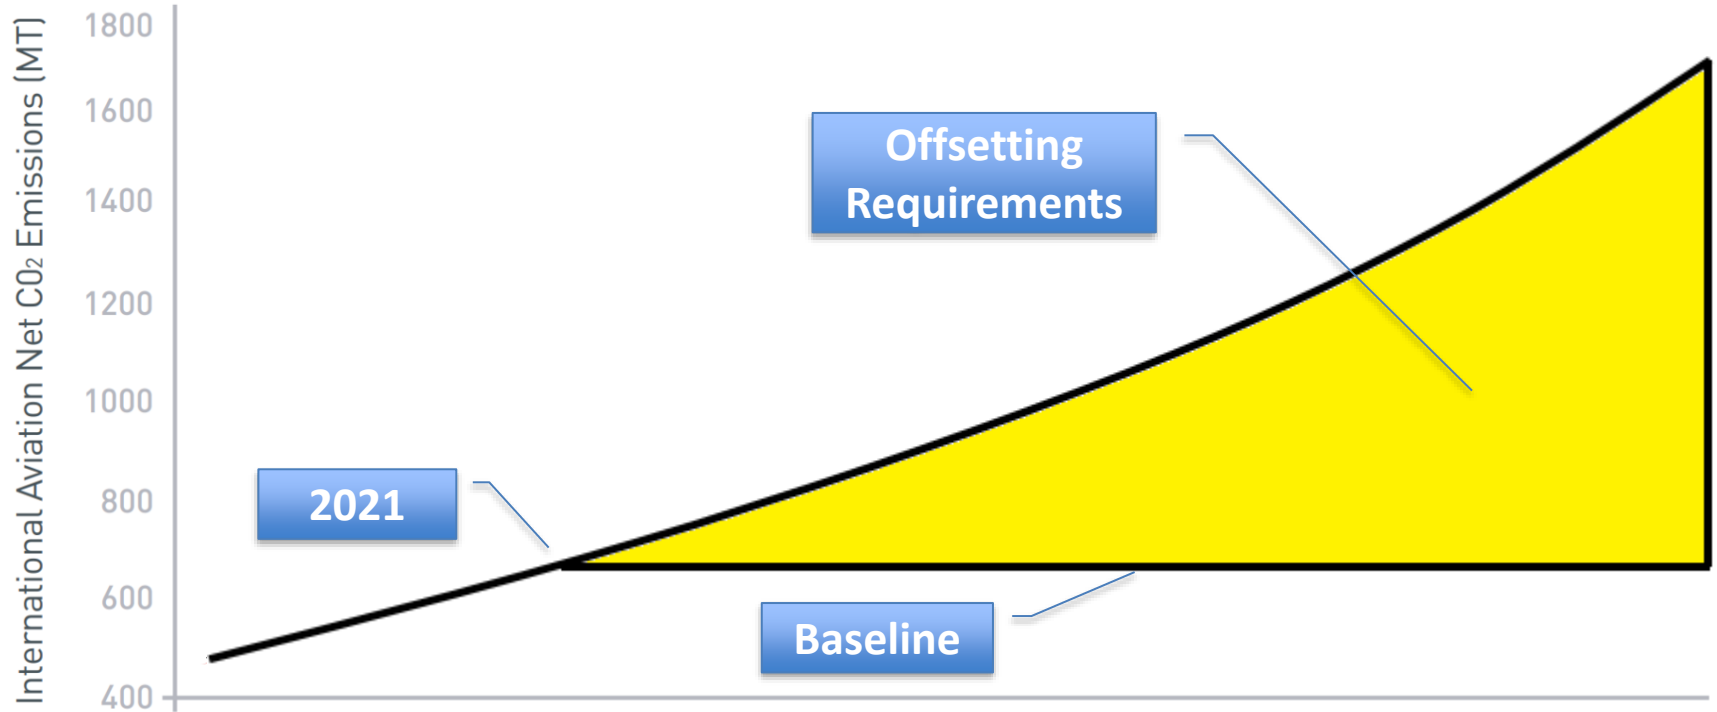 International Aviation Net C0₂ Emissions (MT)
1800
1600
1400
1200
1000
800
600
400
Offsetting
Requirements
2021
Baseline